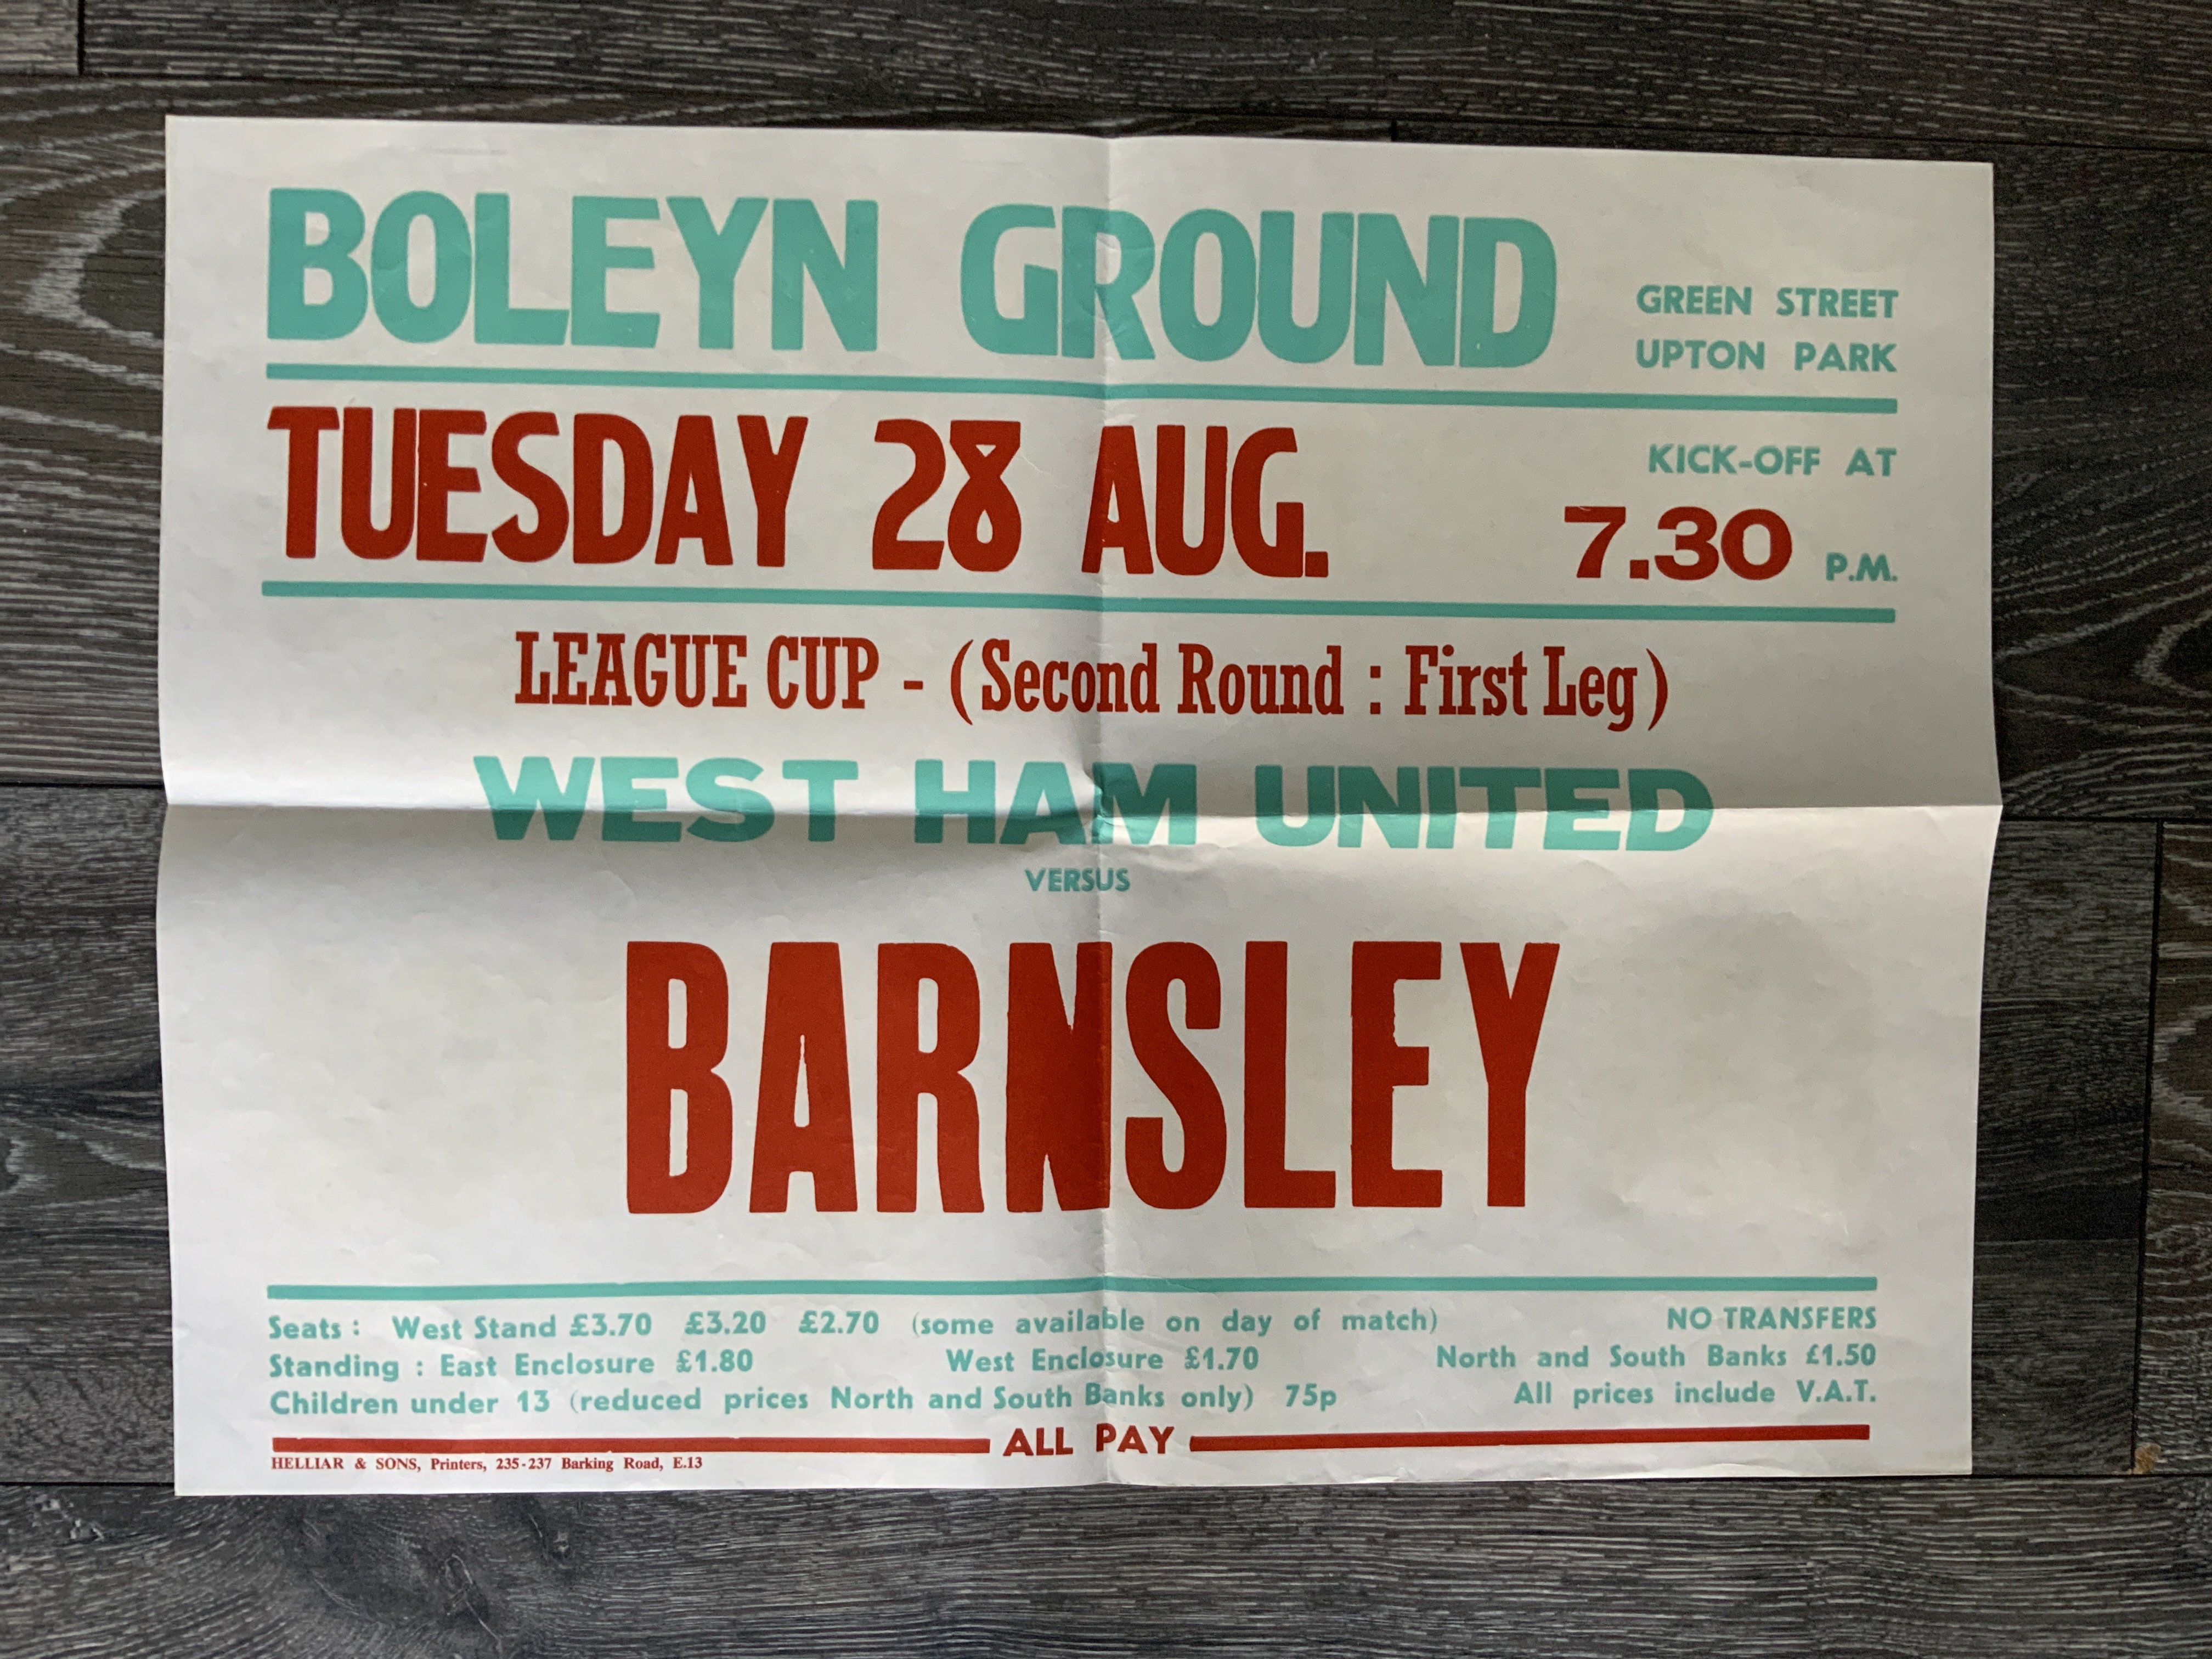 BOLEYN GROUND
GREEN STREET
UPTON PARK
TUESDAY 28 AUG.
KICK-OFF AT
7.30 P.M.
LEAGUE CUP - (Second Round : First Leg)
WEST HAM UNITED
VERSUS
BARNSLEY
Seats : West Stand £3.70 £3.20 £2.70 (some available on day of match) NO TRANSFERS
Standing : East Enclosure £1.80 West Enclosure £1.70 North and South Banks £1.50
Children under 13 (reduced prices North and South Banks only) 75p All prices include V.A.T.
ALL PAY
HELLIAR & SONS, Printers, 235-237 Barking Road, E.13